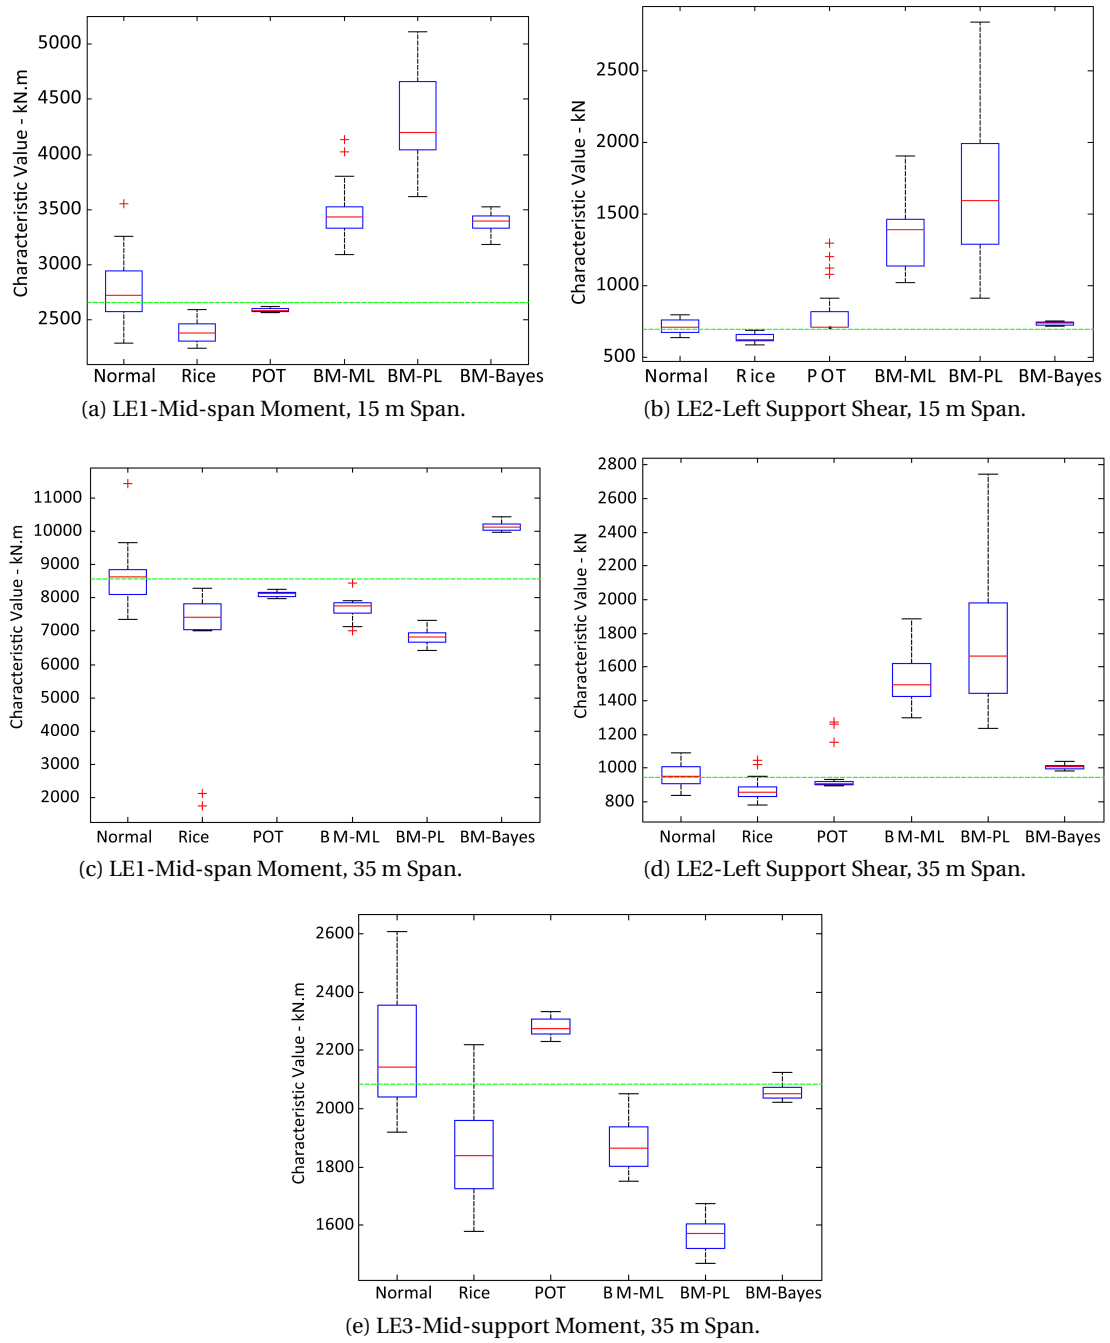 Characteristic Value - kN.m
5000
4500
4000
3500
3000
2500
Normal Rice POT BM-ML BM-PL BM-Bayes
(a) LE1-Mid-span Moment, 15 m Span.
Characteristic Value - kN
2500
2000
1500
1000
500
Normal Rice POT BM-ML BM-PL BM-Bayes
(b) LE2-Left Support Shear, 15 m Span.
Characteristic Value - kN.m
11000
10000
9000
8000
7000
6000
5000
4000
3000
2000
Normal Rice POT BM-ML BM-PL BM-Bayes
(c) LE1-Mid-span Moment, 35 m Span.
Characteristic Value - kN
2800
2600
2400
2200
2000
1800
1600
1400
1200
1000
800
Normal Rice POT BM-ML BM-PL BM-Bayes
(d) LE2-Left Support Shear, 35 m Span.
Characteristic Value - kN.m
2600
2400
2200
2000
1800
1600
Normal Rice POT BM-ML BM-PL BM-Bayes
(e) LE3-Mid-support Moment, 35 m Span.